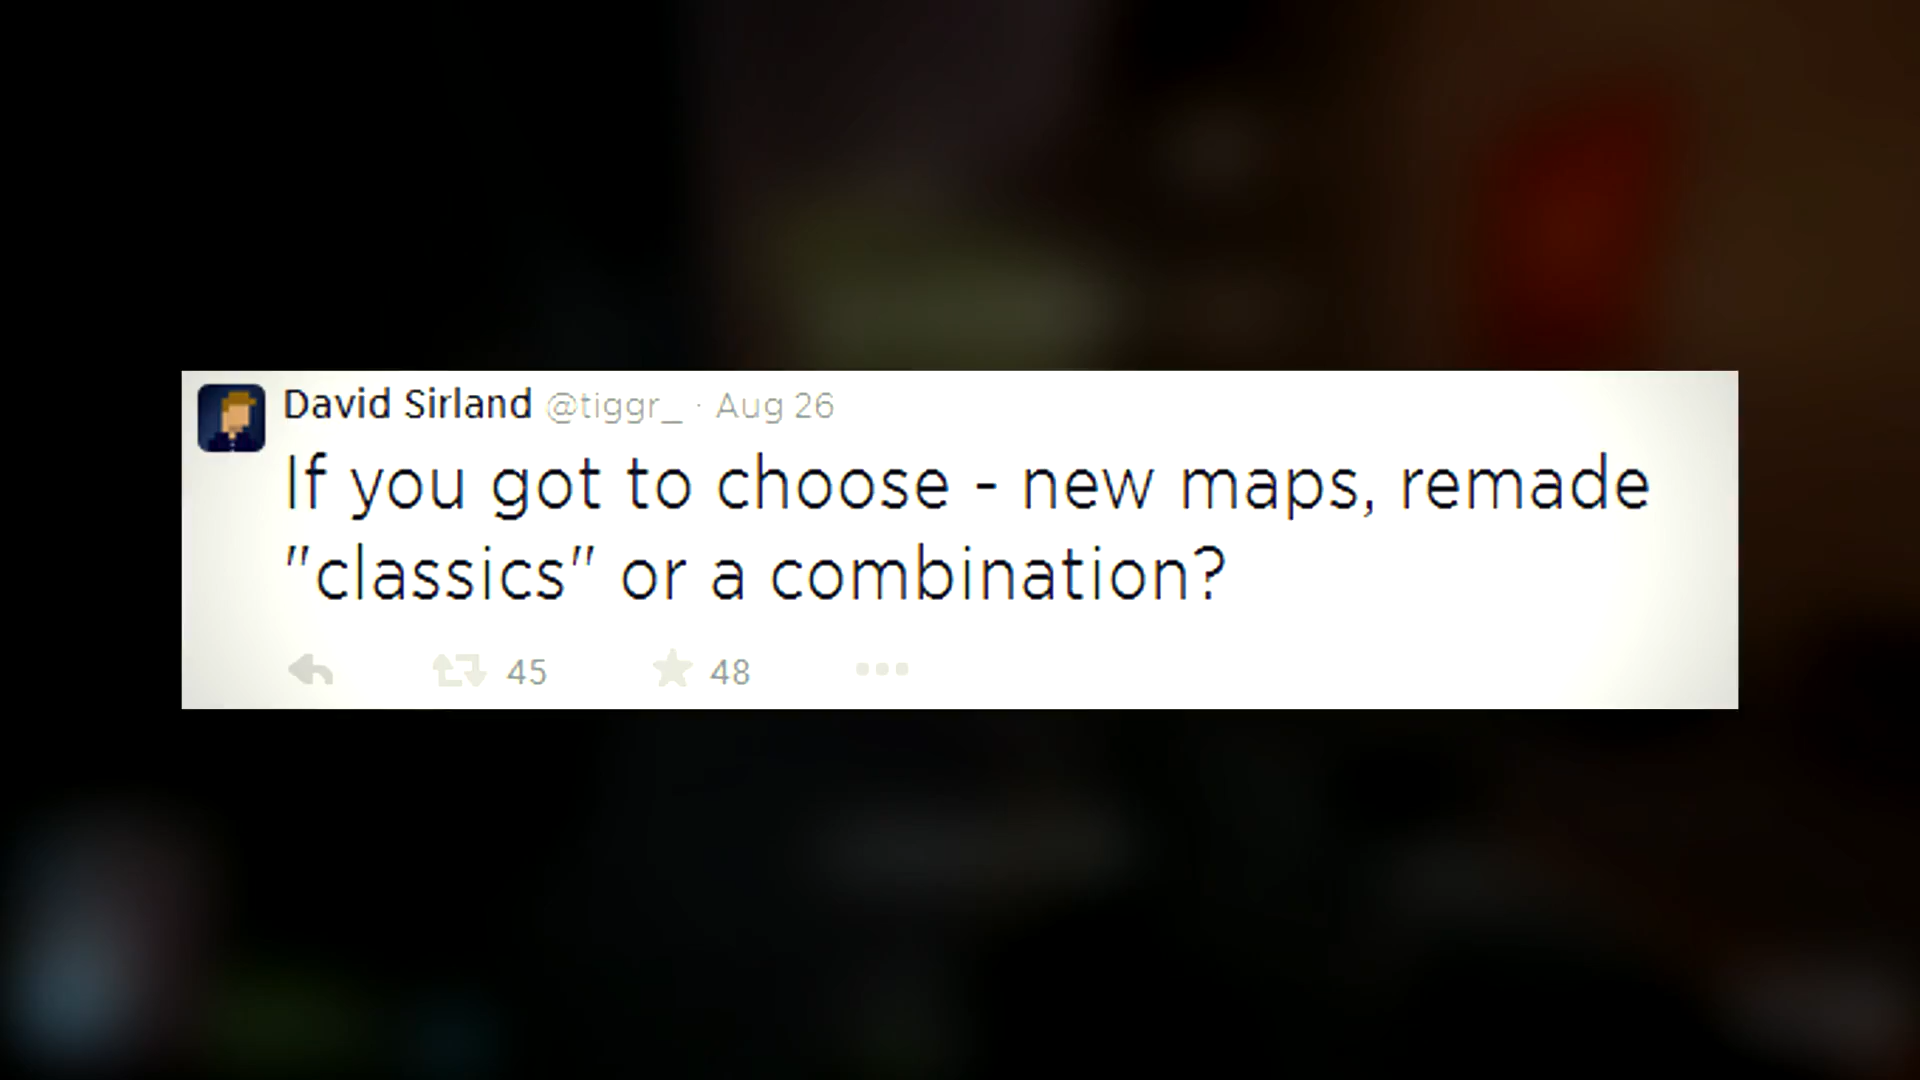 David Sirland @tiggr_ · Aug 26
If you got to choose - new maps, remade
"classics" or a combination?
45 48